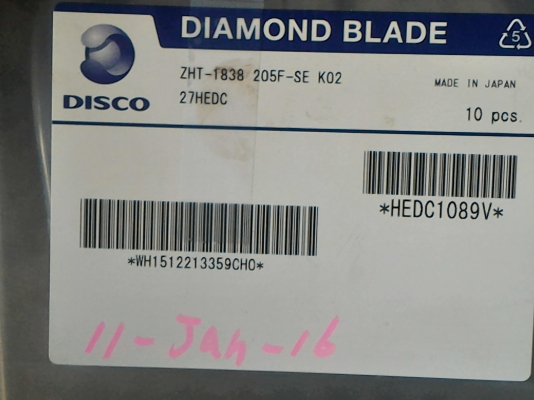 DIAMOND BLADE
5
DISCO
ZHT-1838 205F-SE K02
27HEDC
MADE IN JAPAN
10 pcs.
*HEDC1089V*
*WH1512213359CHO*
11-Jan-16